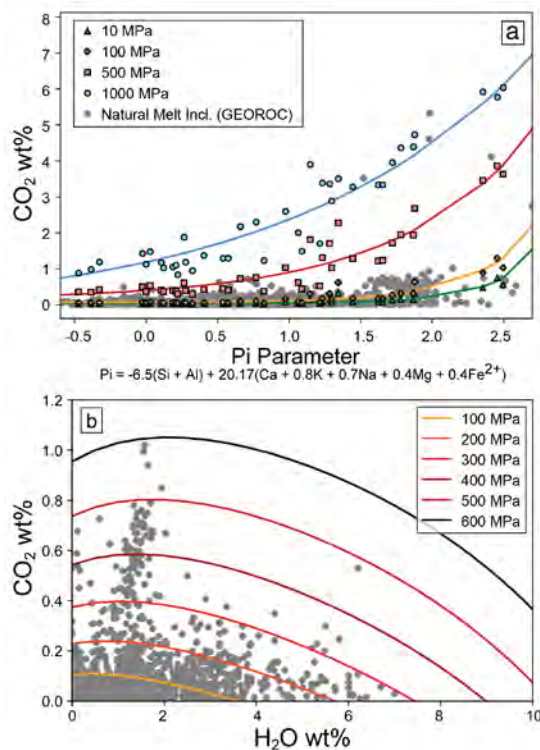 a
10 MPa
100 MPa
500 MPa
1000 MPa
Natural Melt Incl. (GEOROC)
CO2 wt%
8
7
6
5
4
3
2
1
0
-0.5 0.0 0.5 1.0 1.5 2.0 2.5
Pi Parameter
Pi = -6.5(Si + Al) + 20.17(Ca + 0.8K + 0.7Na + 0.4Mg + 0.4Fe2+)
b
100 MPa
200 MPa
300 MPa
400 MPa
500 MPa
600 MPa
CO2 wt%
1.2
1.0
0.8
0.6
0.4
0.2
0.0
0 2 4 6 8 10
H2O wt%